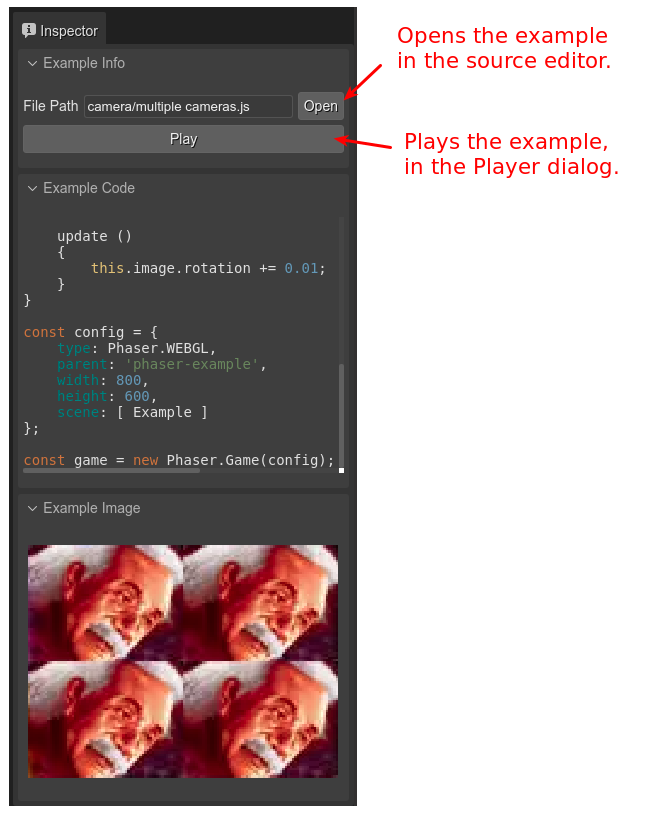 Inspector
Opens the example
in the source editor.
Example Info
File Path camera/multiple cameras.js Open
Play
Plays the example,
in the Player dialog.
Example Code
    update ()
    {
        this.image.rotation += 0.01;
    }
}
const config = {
    type: Phaser.WEBGL,
    parent: 'phaser-example',
    width: 800,
    height: 600,
    scene: [ Example ]
};
const game = new Phaser.Game(config);
Example Image